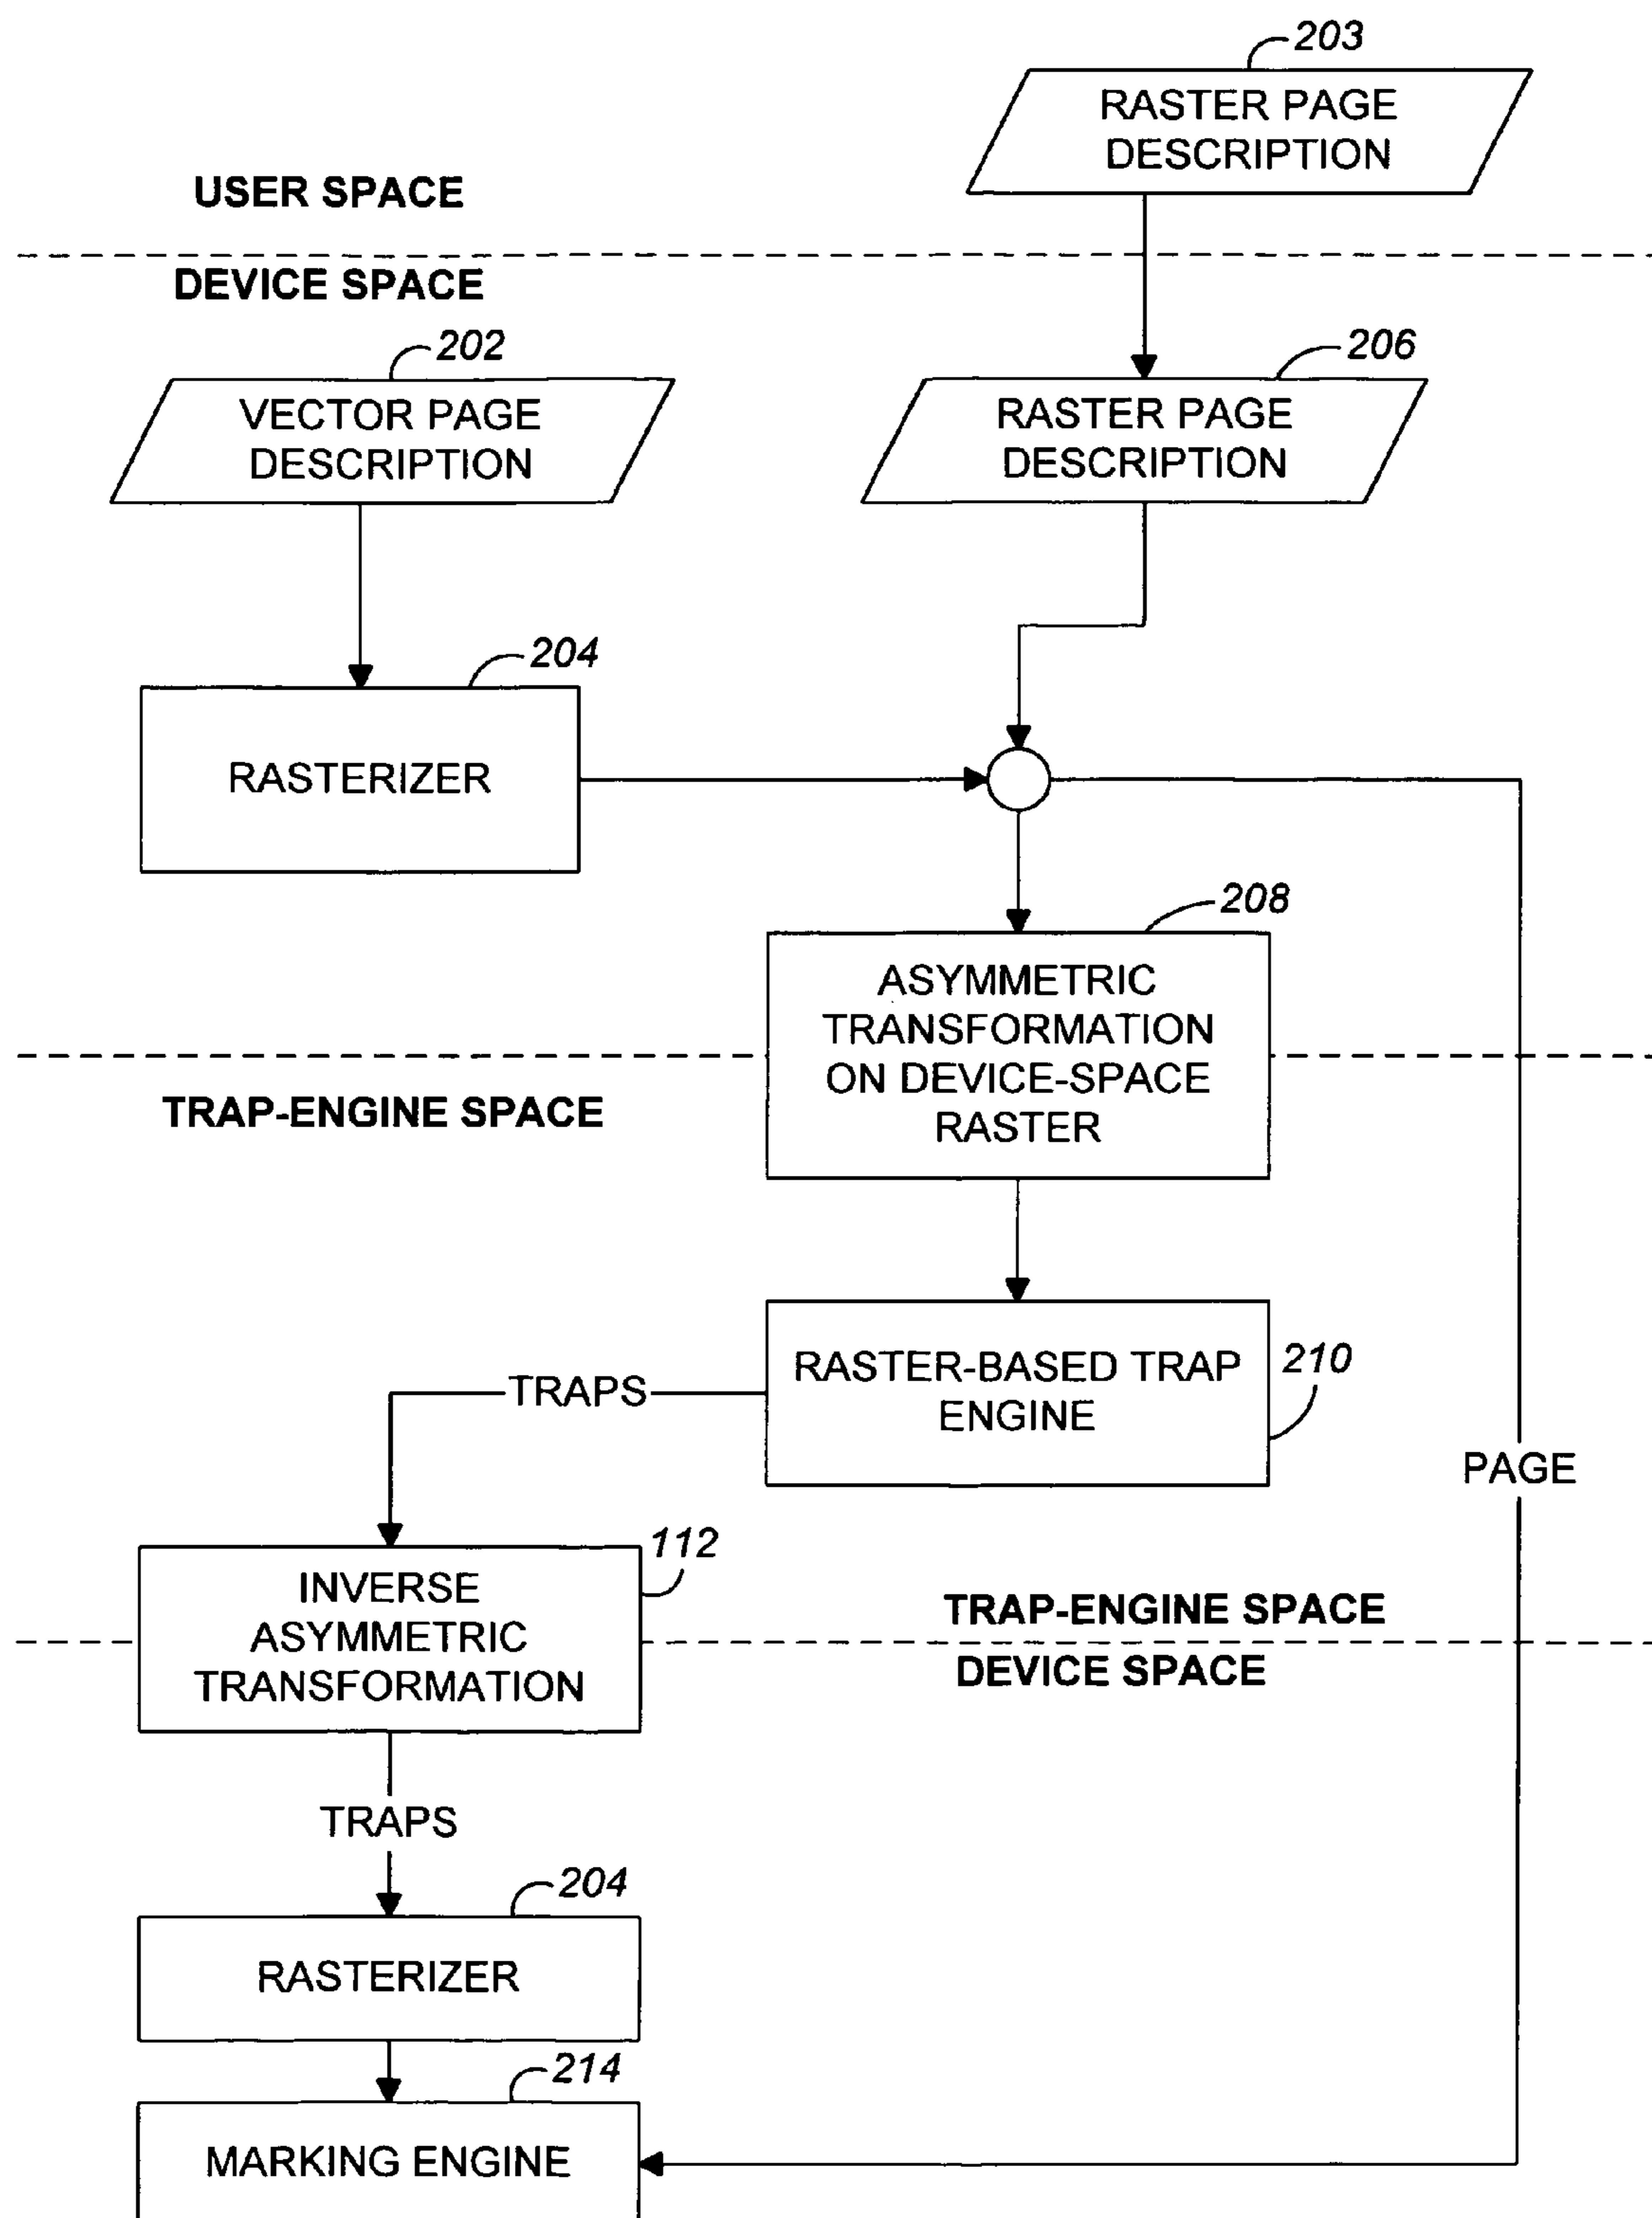 203
RASTER PAGE
DESCRIPTION
USER SPACE
DEVICE SPACE
202
VECTOR PAGE
DESCRIPTION
206
RASTER PAGE
DESCRIPTION
204
RASTERIZER
208
ASYMMETRIC
TRANSFORMATION
ON DEVICE-SPACE
RASTER
TRAP-ENGINE SPACE
RASTER-BASED TRAP
ENGINE
210
TRAPS
PAGE
112
INVERSE
ASYMMETRIC
TRANSFORMATION
TRAP-ENGINE SPACE
DEVICE SPACE
TRAPS
204
RASTERIZER
214
MARKING ENGINE